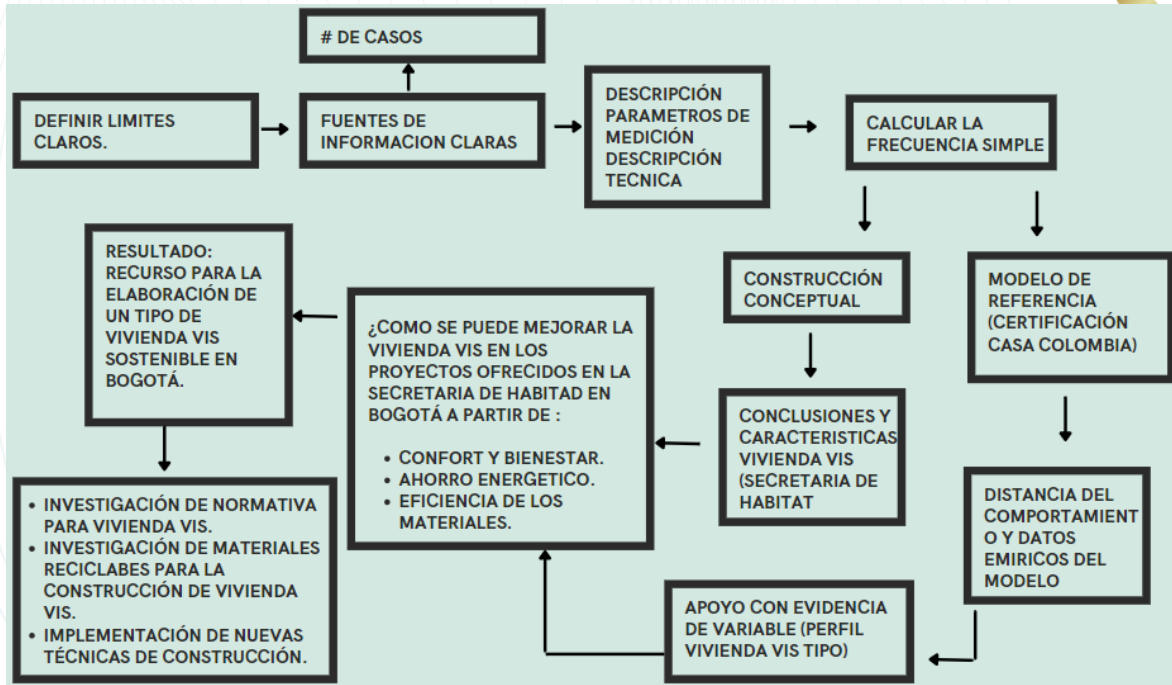 # DE CASOS
DEFINIR LIMITES
CLAROS.
FUENTES DE
INFORMACION CLARAS
DESCRIPCIÓN
PARAMETROS DE
MEDICIÓN
DESCRIPCIÓN
TECNICA
CALCULAR LA
FRECUENCIA SIMPLE
CONSTRUCCIÓN
CONCEPTUAL
MODELO DE
REFERENCIA
(CERTIFICACIÓN
CASA COLOMBIA)
CONCLUSIONES Y
CARACTERISTICAS
VIVIENDA VIS
(SECRETARIA DE
HABITAT
DISTANCIA DEL
COMPORTAMIENT
O Y DATOS
EMIRICOS DEL
MODELO
APOYO CON EVIDENCIA
DE VARIABLE (PERFIL
VIVIENDA VIS TIPO)
¿COMO SE PUEDE MEJORAR LA
VIVIENDA VIS EN LOS
PROYECTOS OFRECIDOS EN LA
SECRETARIA DE HABITAD EN
BOGOTÁ A PARTIR DE :
• CONFORT Y BIENESTAR.
• AHORRO ENERGETICO.
• EFICIENCIA DE LOS
MATERIALES.
RESULTADO:
RECURSO PARA LA
ELABORACIÓN DE
UN TIPO DE
VIVIENDA VIS
SOSTENIBLE EN
BOGOTÁ.
• INVESTIGACIÓN DE NORMATIVA
PARA VIVIENDA VIS.
• INVESTIGACIÓN DE MATERIALES
RECICLABES PARA LA
CONSTRUCCIÓN DE VIVIENDA
VIS.
• IMPLEMENTACIÓN DE NUEVAS
TÉCNICAS DE CONSTRUCCIÓN.